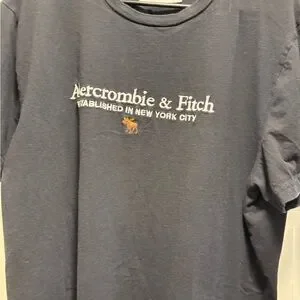 Abercrombie & Fitch
ESTABLISHED IN NEW YORK CITY